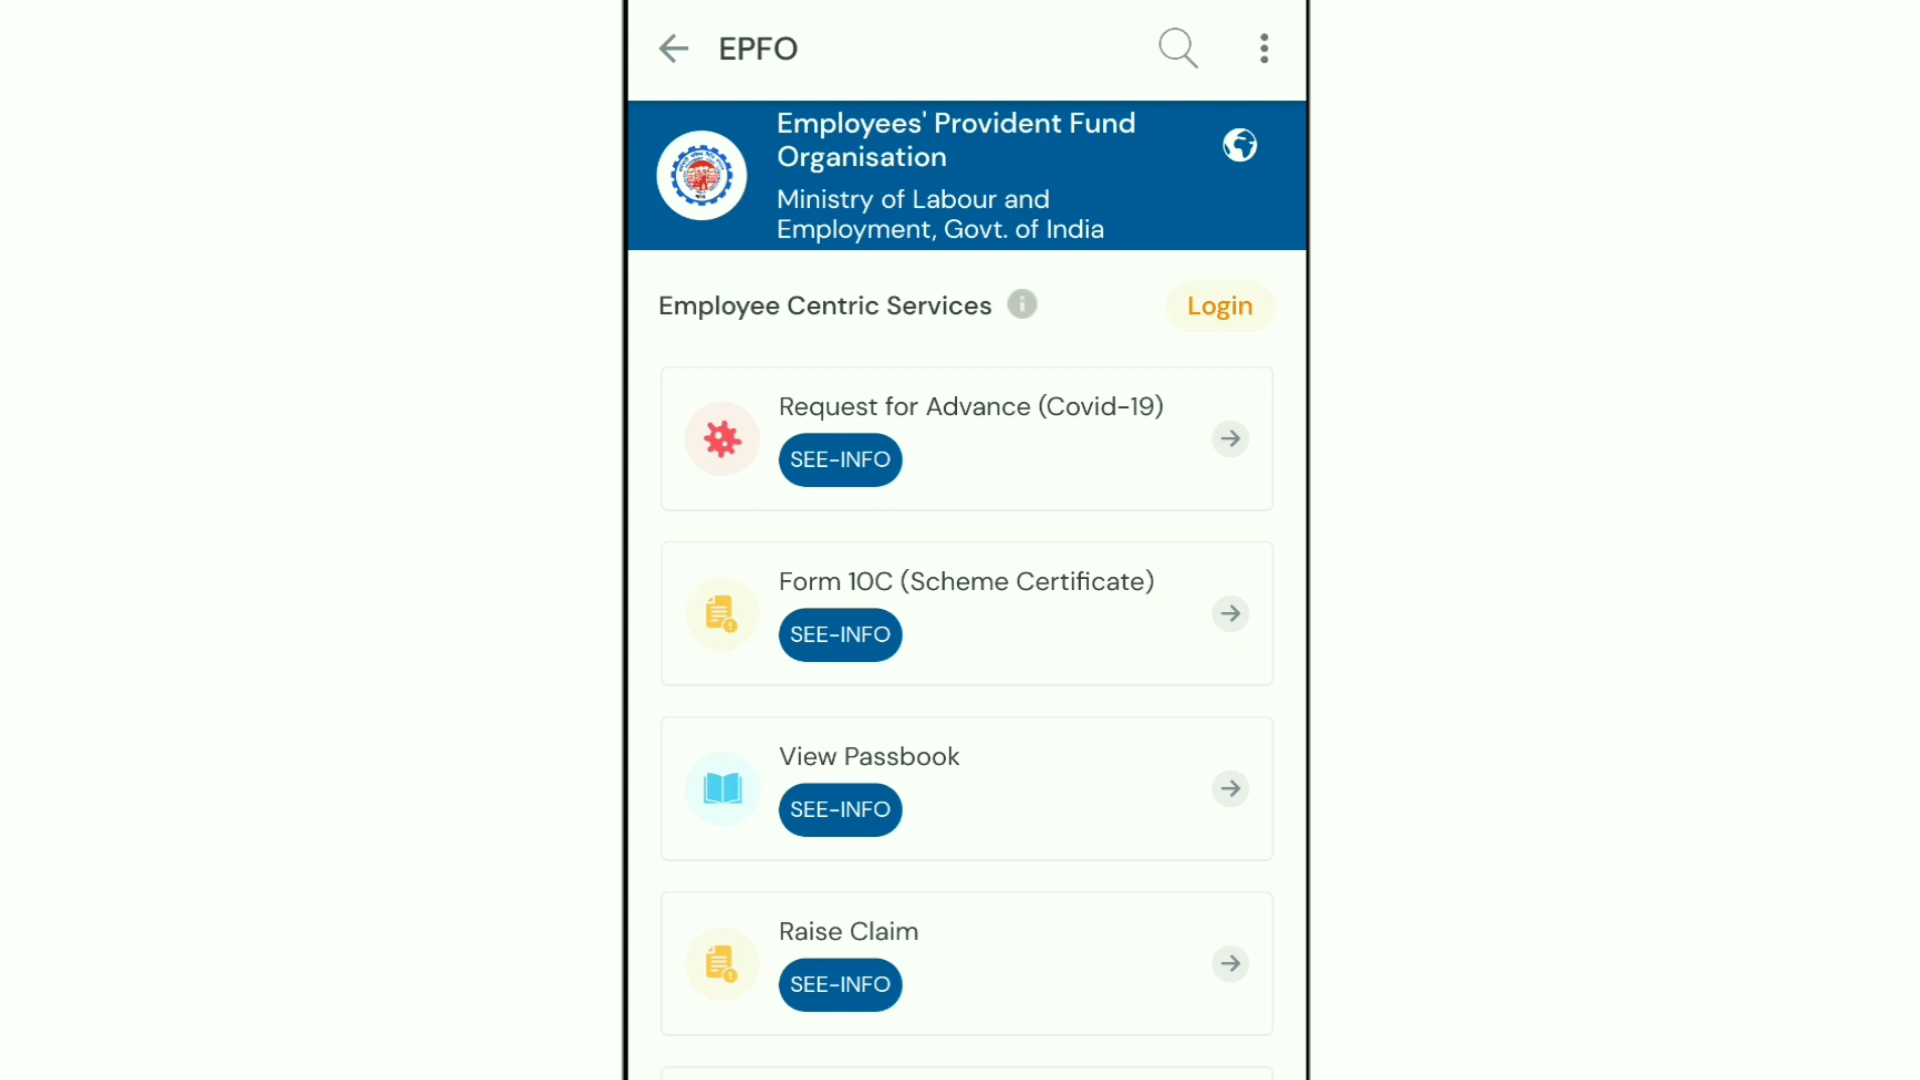 EPFO
Employees' Provident Fund
Organisation
Ministry of Labour and
Employment, Govt. of India
Employee Centric Services
Login
Request for Advance (Covid-19)
SEE-INFO
Form 10C (Scheme Certificate)
SEE-INFO
View Passbook
SEE-INFO
Raise Claim
SEE-INFO